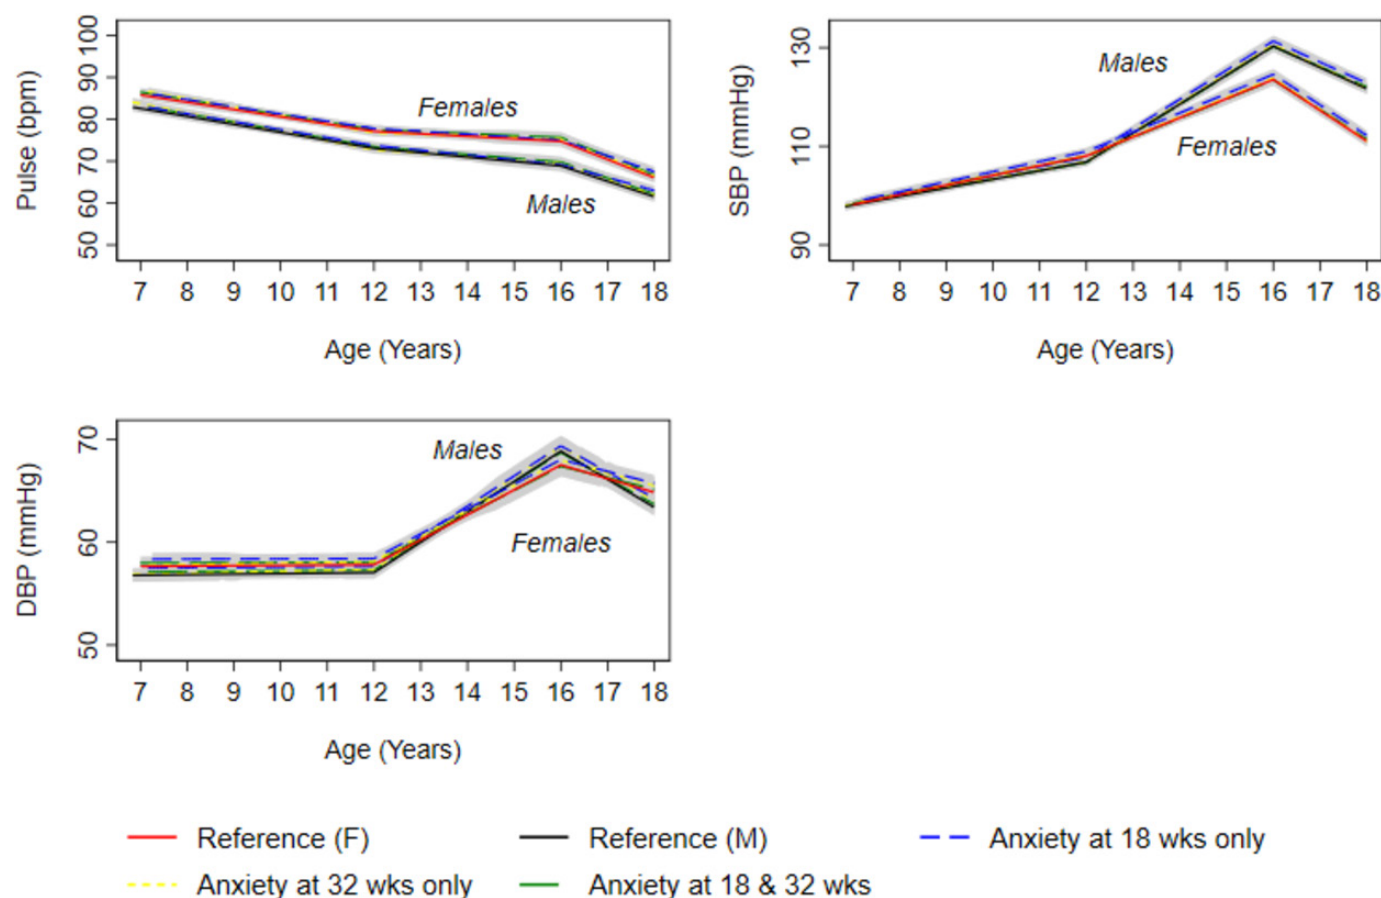 Pulse (bpm)
100
90
80
70
60
50
Females
Males
7 8 9 10 11 12 13 14 15 16 17 18
Age (Years)
SBP (mmHg)
130
110
90
Males
Females
7 8 9 10 11 12 13 14 15 16 17 18
Age (Years)
DBP (mmHg)
70
60
50
Males
Females
7 8 9 10 11 12 13 14 15 16 17 18
Age (Years)
Reference (F) Reference (M) Anxiety at 18 wks only
Anxiety at 32 wks only Anxiety at 18 & 32 wks